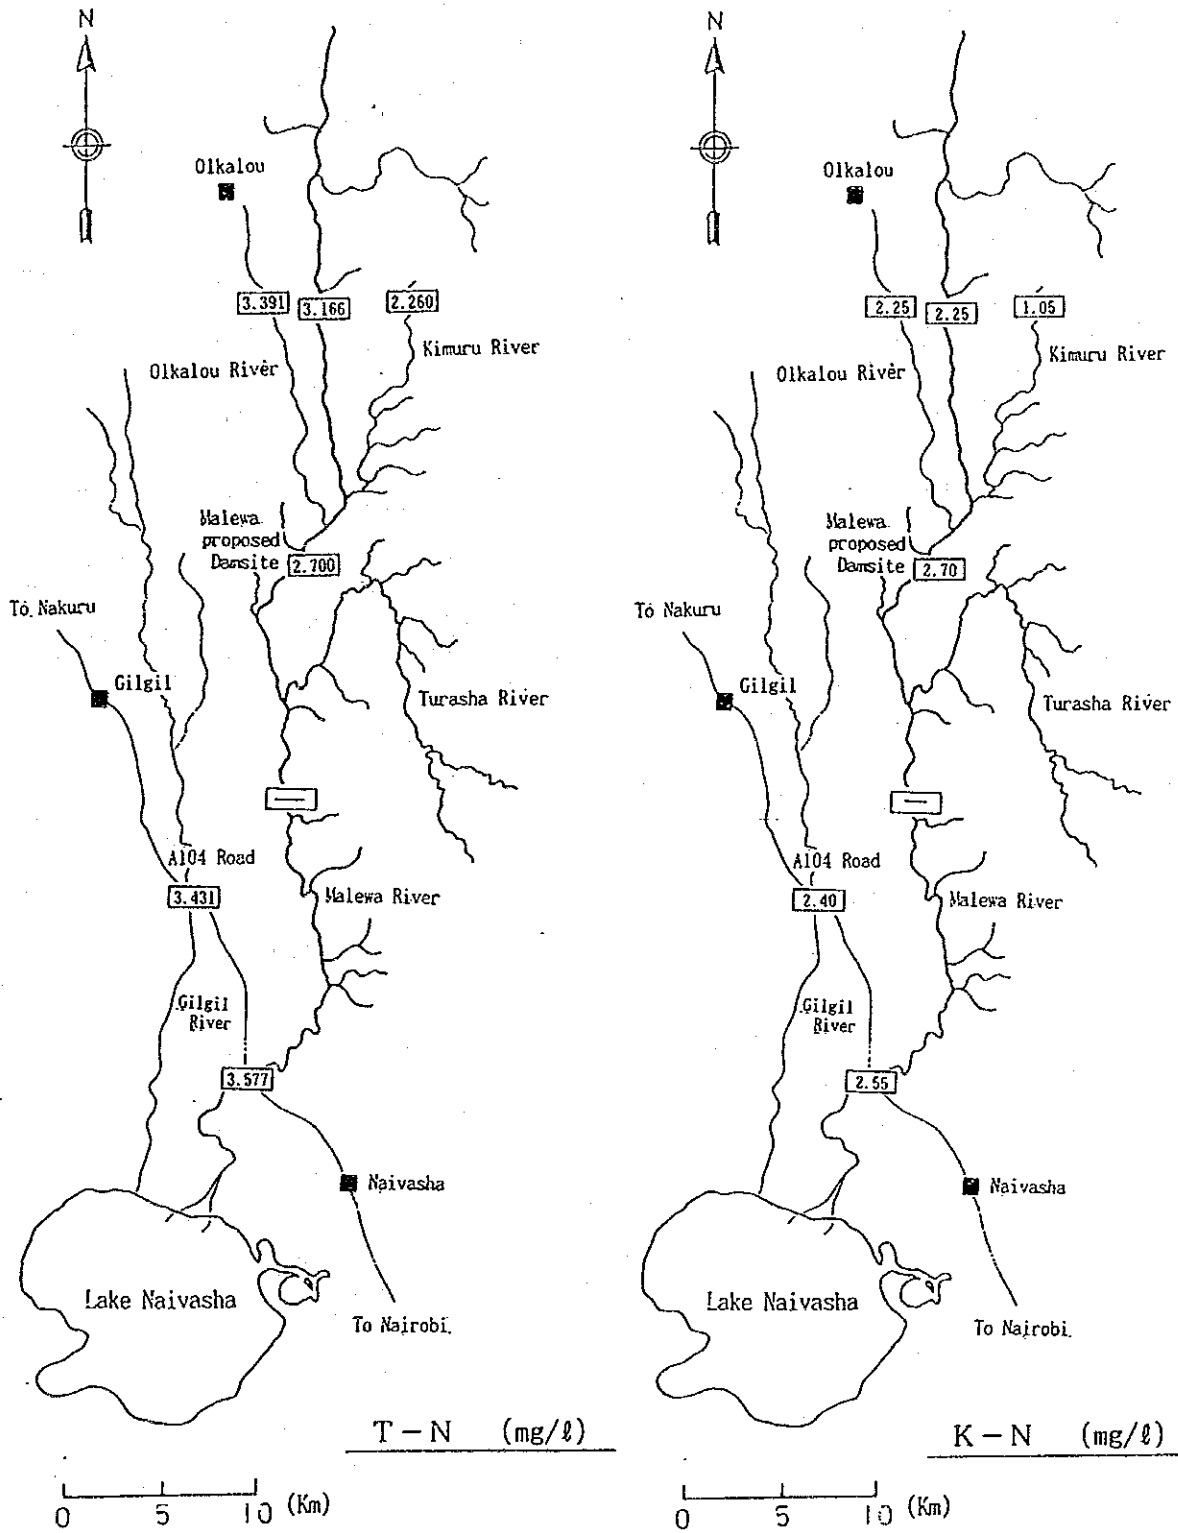 N
Olkalou
3.391
3.166
2.260
Kimuru River
Olkalou River
Malewa
proposed
Damsite
2.700
To Nakuru
Gilgil
Turasha River
—
A104 Road
3.431
Malewa River
Gilgil
River
3.577
Naivasha
Lake Naivasha
To Nairobi.
T-N (mg/ℓ)
0 5 10 (Km)
N
Olkalou
2.25
2.25
1.05
Kimuru River
Olkalou River
Malewa
proposed
Damsite
2.70
To Nakuru
Gilgil
Turasha River
—
A104 Road
2.40
Malewa River
Gilgil
River
2.55
Naivasha
Lake Naivasha
To Nairobi.
K-N (mg/ℓ)
0 5 10 (Km)